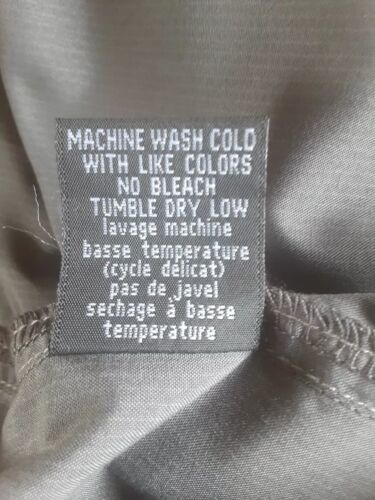 MACHINE WASH COLD
WITH LIKE COLORS
NO BLEACH
TUMBLE DRY LOW
lavage machine
basse temperature
(cycle delicat)
pas de javel
sechage à basse
temperature